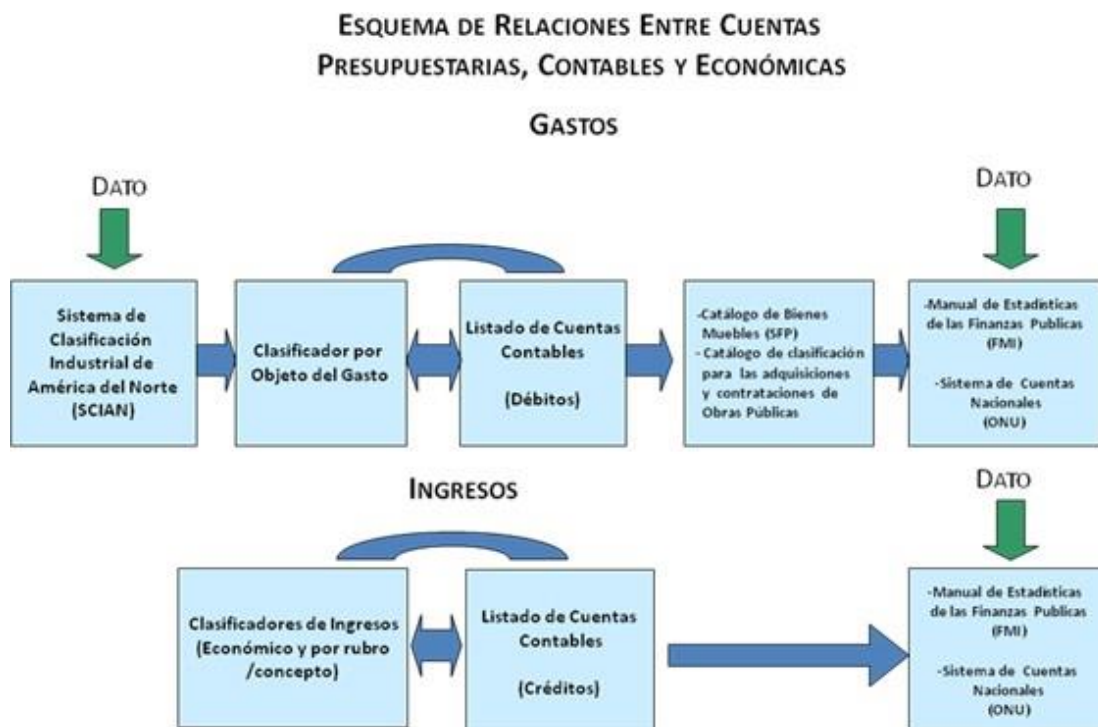 ESQUEMA DE RELACIONES ENTRE CUENTAS
PRESUPUESTARIAS, CONTABLES Y ECONÓMICAS
GASTOS
DATO
DATO
Sistema de
Clasificación
Industrial de
América del Norte
(SCIAN)
Clasificador por
Objeto del Gasto
Listado de Cuentas
Contables
(Débitos)
-Catálogo de Bienes
Muebles (SFP)
- Catálogo de clasificación
para las adquisiciones
y contrataciones de
Obras Públicas
-Manual de Estadísticas
de las Finanzas Publicas
(FMI)
-Sistema de Cuentas
Nacionales
(ONU)
INGRESOS
DATO
Clasificadores de Ingresos
(Económico y por rubro
/concepto)
Listado de Cuentas
Contables
(Créditos)
-Manual de Estadísticas
de las Finanzas Publicas
(FMI)
-Sistema de Cuentas
Nacionales
(ONU)